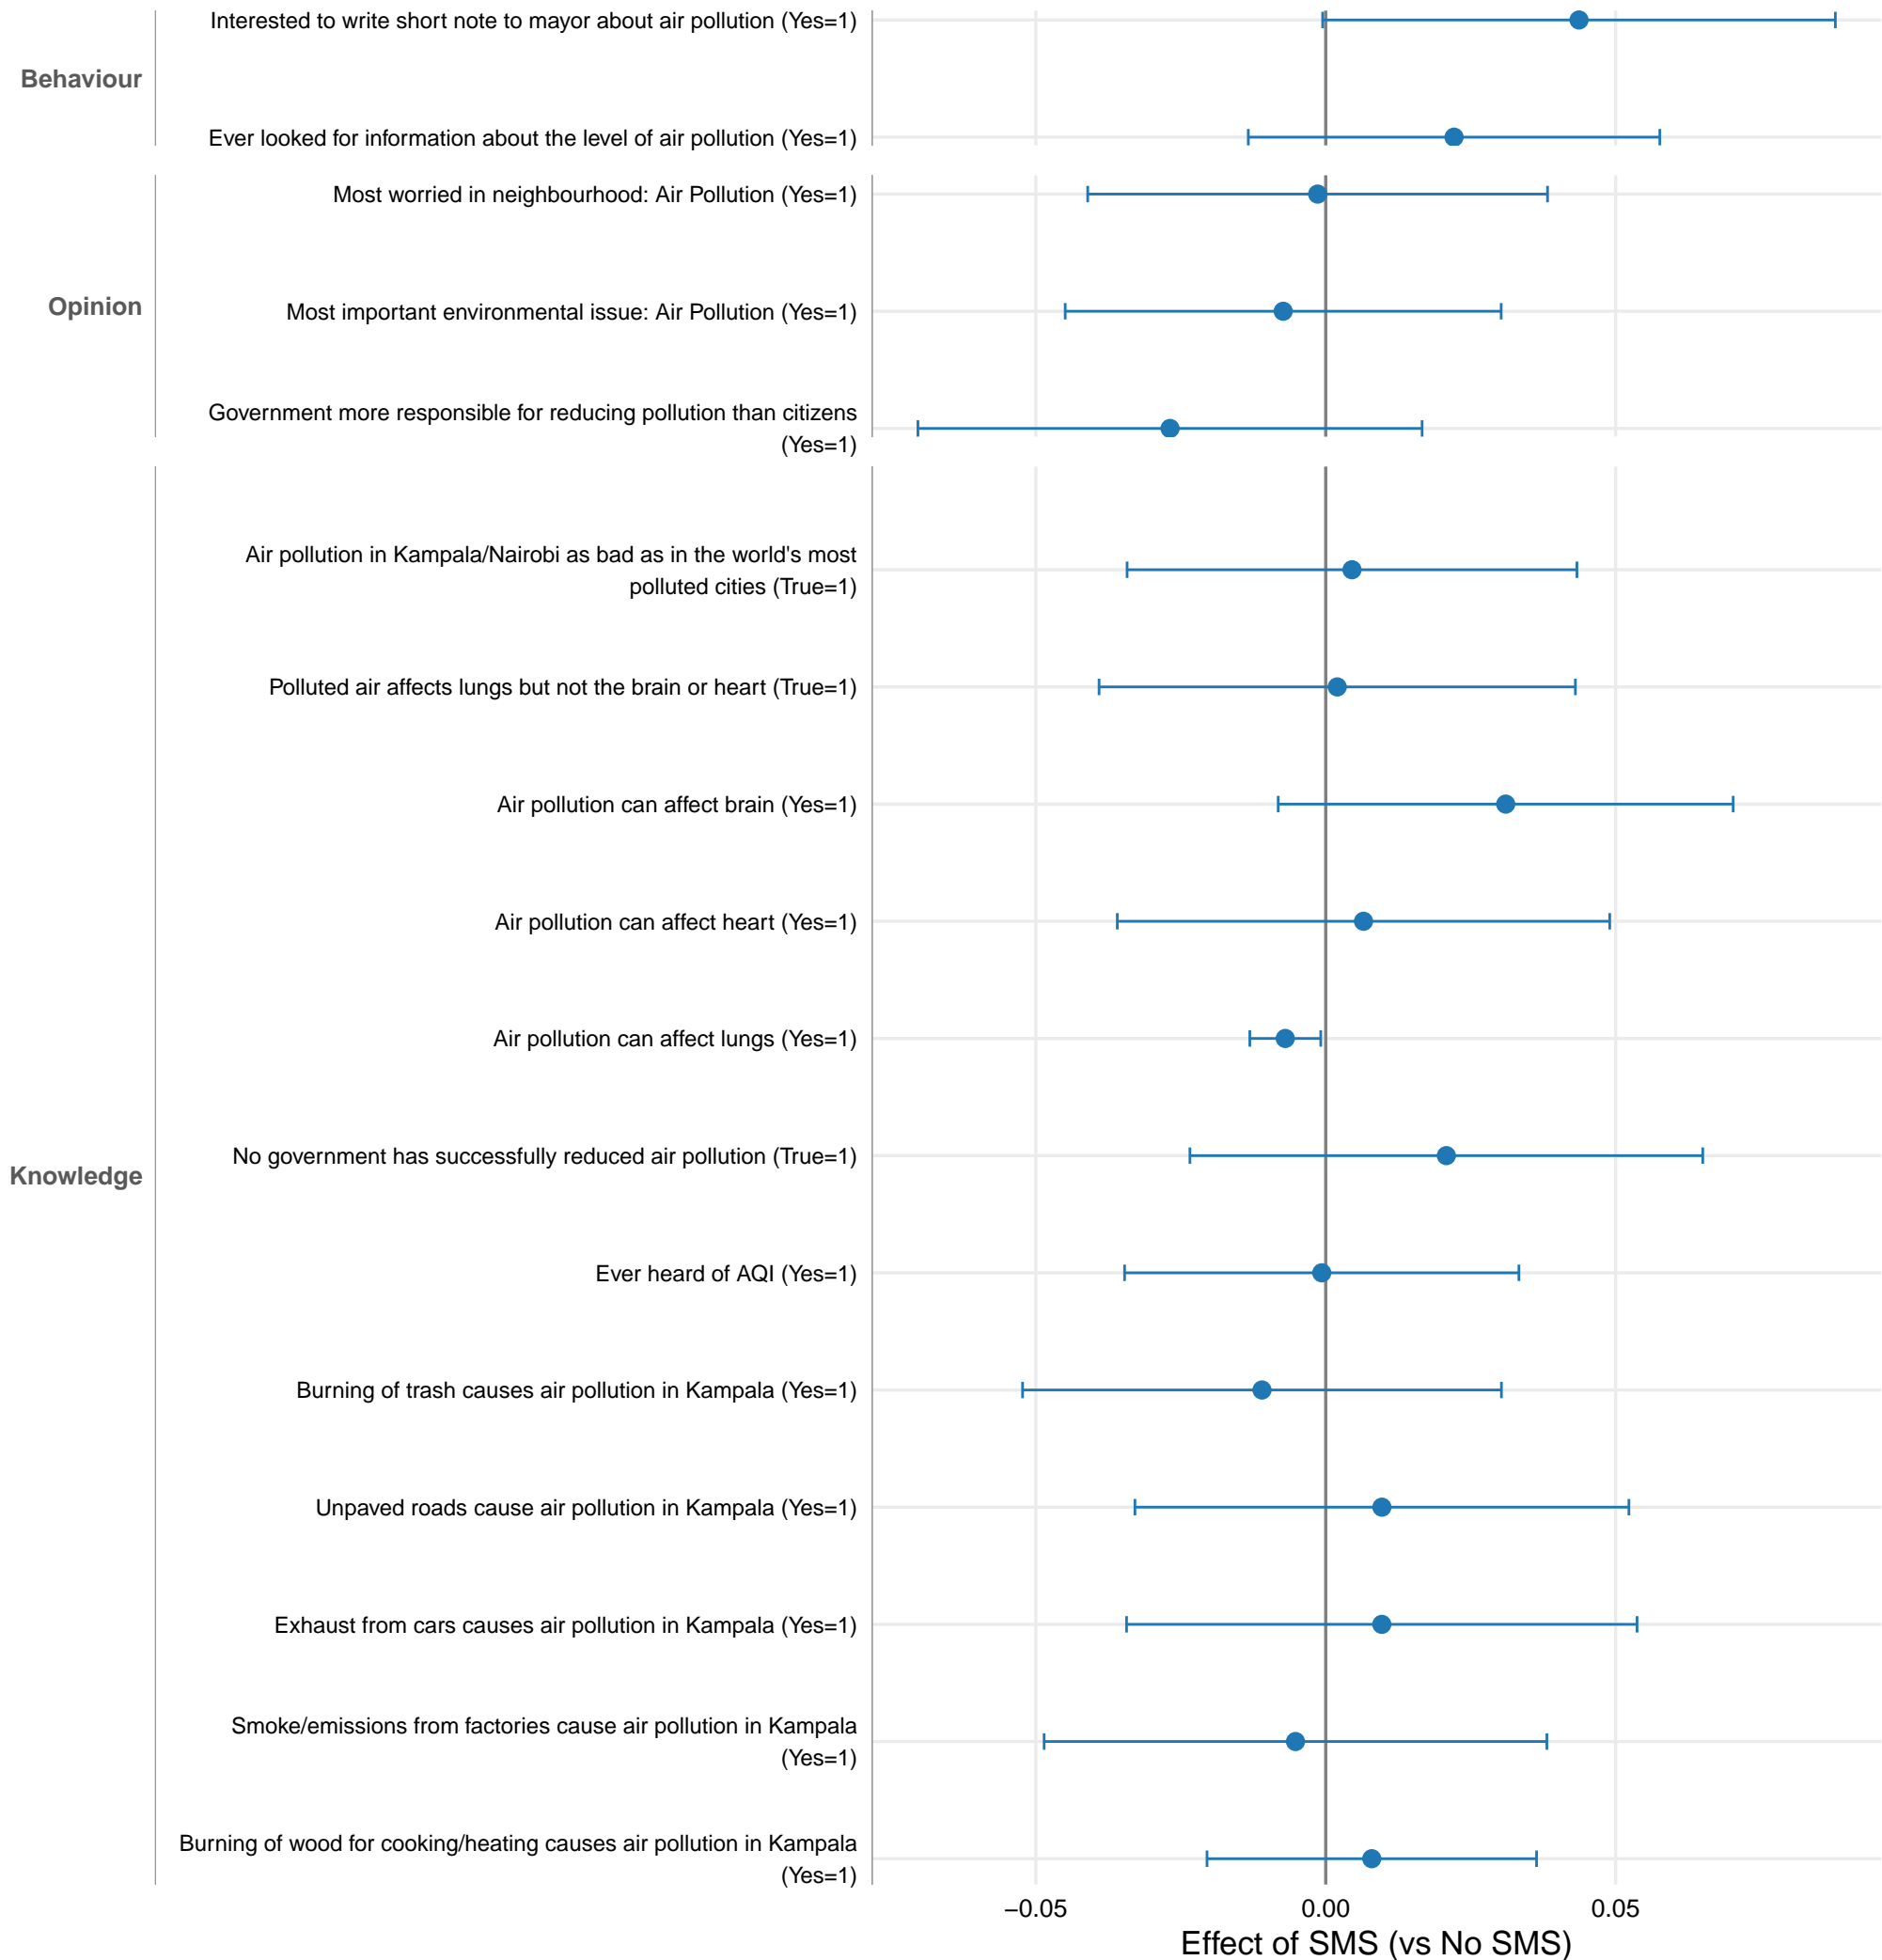 Behaviour
Interested to write short note to mayor about air pollution (Yes=1)
Ever looked for information about the level of air pollution (Yes=1)
Opinion
Most worried in neighbourhood: Air Pollution (Yes=1)
Most important environmental issue: Air Pollution (Yes=1)
Government more responsible for reducing pollution than citizens
(Yes=1)
Knowledge
Air pollution in Kampala/Nairobi as bad as in the world's most
polluted cities (True=1)
Polluted air affects lungs but not the brain or heart (True=1)
Air pollution can affect brain (Yes=1)
Air pollution can affect heart (Yes=1)
Air pollution can affect lungs (Yes=1)
No government has successfully reduced air pollution (True=1)
Ever heard of AQI (Yes=1)
Burning of trash causes air pollution in Kampala (Yes=1)
Unpaved roads cause air pollution in Kampala (Yes=1)
Exhaust from cars causes air pollution in Kampala (Yes=1)
Smoke/emissions from factories cause air pollution in Kampala
(Yes=1)
Burning of wood for cooking/heating causes air pollution in Kampala
(Yes=1)
−0.05 0.00 0.05
Effect of SMS (vs No SMS)